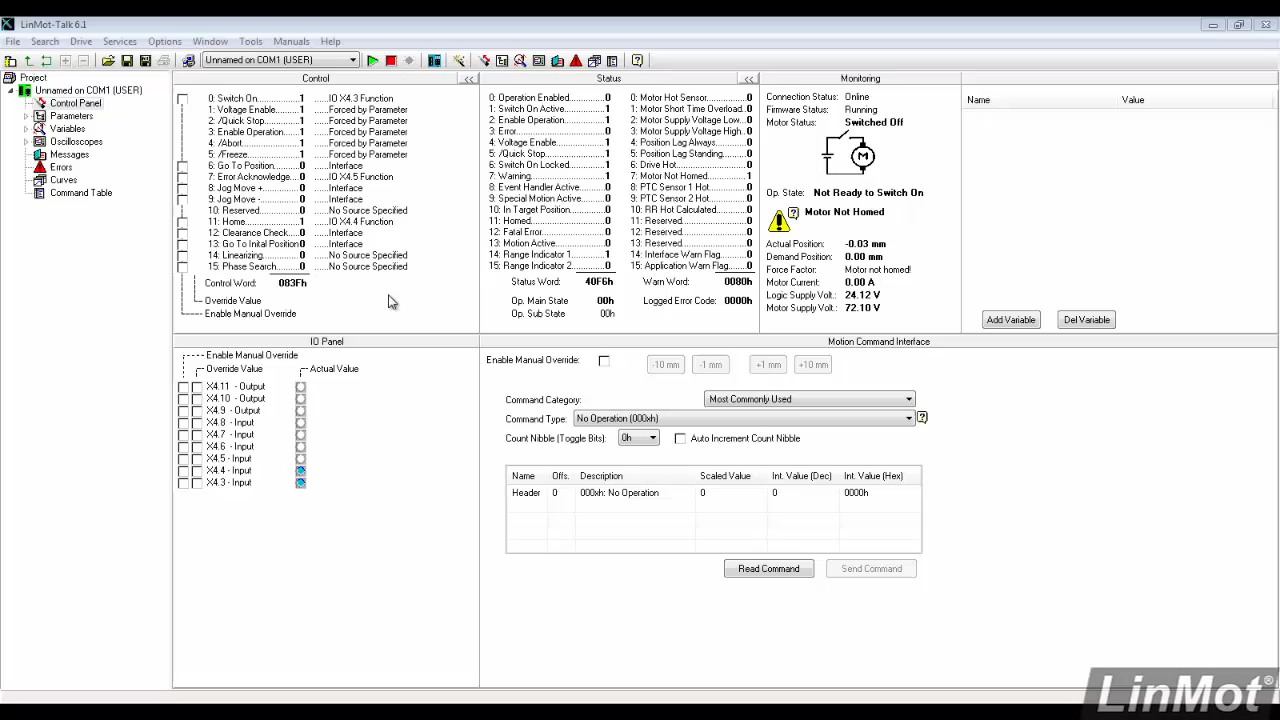 LinMot-Talk 6.1
File Search Drive Services Options Window Tools Manuals Help
Unnamed on COM1 (USER)
Project
Unnamed on COM1 (USER)
Control Panel
Parameters
Variables
Oscilloscopes
Messages
Errors
Curves
Command Table
Control <<
0: Switch On 1 ......IO X4.3 Function
1: Voltage Enable... 1 ......Forced by Parameter
2: /Quick Stop... 1 ......Forced by Parameter
3: Enable Operation... 1 ......Forced by Parameter
4: /Abort... 1 ......Forced by Parameter
5: /Freeze... 1 ......Forced by Parameter
6: Go To Position... 0 ......Interface
7: Error Acknowledge... 0 ......IO X4.5 Function
8: Jog Move +... 0 ......Interface
9: Jog Move -... 0 ......Interface
10: Reserved... 0 ......No Source Specified
11: Home... 1 ......IO X4.4 Function
12: Clearance Check... 0 ......Interface
13: Go To Inital Position 0 ......Interface
14: Linearizing... 0 ......No Source Specified
15: Phase Search... 0 ......No Source Specified
Control Word: 083Fh
Override Value
Enable Manual Override
Status <<
0: Operation Enabled... 0
1: Switch On Active... 1
2: Enable Operation... 1
3: Error... 0
4: Voltage Enable... 1
5: /Quick Stop... 1
6: Switch On Locked... 1
7: Warning... 1
8: Event Handler Active... 0
9: Special Motion Active... 0
10: In Target Position... 0
11: Homed... 0
12: Fatal Error... 0
13: Motion Active... 0
14: Range Indicator 1... 1
15: Range Indicator 2... 0
Status Word: 40F6h
Op. Main State 00h
Op. Sub State 00h
0: Motor Hot Sensor... 0
1: Motor Short Time Overload.. 0
2: Motor Supply Voltage Low... 0
3: Motor Supply Voltage High.. 0
4: Position Lag Always... 0
5: Position Lag Standing... 0
6: Drive Hot... 0
7: Motor Not Homed... 1
8: PTC Sensor 1 Hot... 0
9: PTC Sensor 2 Hot... 0
10: RR Hot Calculated... 0
11: Reserved... 0
12: Reserved... 0
13: Reserved... 0
14: Interface Warn Flag... 0
15: Application Warn Flag.. 0
Warn Word: 0080h
Logged Error Code: 0000h
Monitoring
Connection Status: Online
Firmware Status: Running
Motor Status: Switched Off
M
Op. State: Not Ready to Switch On
Motor Not Homed
Actual Position: -0.03 mm
Demand Position: 0.00 mm
Force Factor: Motor not homed!
Motor Current: 0.00 A
Logic Supply Volt.: 24.12 V
Motor Supply Volt.: 72.10 V
Name Value
Add Variable Del Variable
IO Panel
Enable Manual Override
Override Value Actual Value
X4.11 - Output
X4.10 - Output
X4.9 - Output
X4.8 - Input
X4.7 - Input
X4.6 - Input
X4.5 - Input
X4.4 - Input
X4.3 - Input
Motion Command Interface
Enable Manual Override: -10 mm -1 mm +1 mm +10 mm
Command Category: Most Commonly Used
Command Type: No Operation (000xh)
Count Nibble (Toggle Bits): 0h Auto Increment Count Nibble
Name Offs. Description Scaled Value Int. Value (Dec) Int. Value (Hex)
Header 0 000xh: No Operation 0 0 0000h
Read Command Send Command
LinMot®